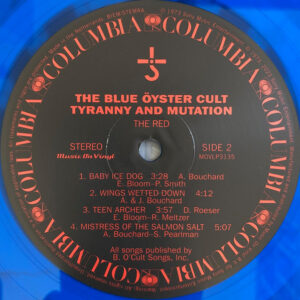 COLUMBIA COLUMBIA COLUMBIA COLUMBIA COLUMBIA COLUMBIA
THE BLUE ÖYSTER CULT
TYRANNY AND MUTATION
THE RED
STEREO
SIDE 2
Music On Vinyl
MOVLP3135
1. BABY ICE DOG 3:28 A. Bouchard
E. Bloom-P. Smith
2. WINGS WETTED DOWN 4:12
A. & J. Bouchard
3. TEEN ARCHER 3:57 D. Roeser
E. Bloom-R. Meltzer
4. MISTRESS OF THE SALMON SALT 5:07
A. Bouchard-S. Pearlman
All songs published by
B. O'Cult Songs, Inc.